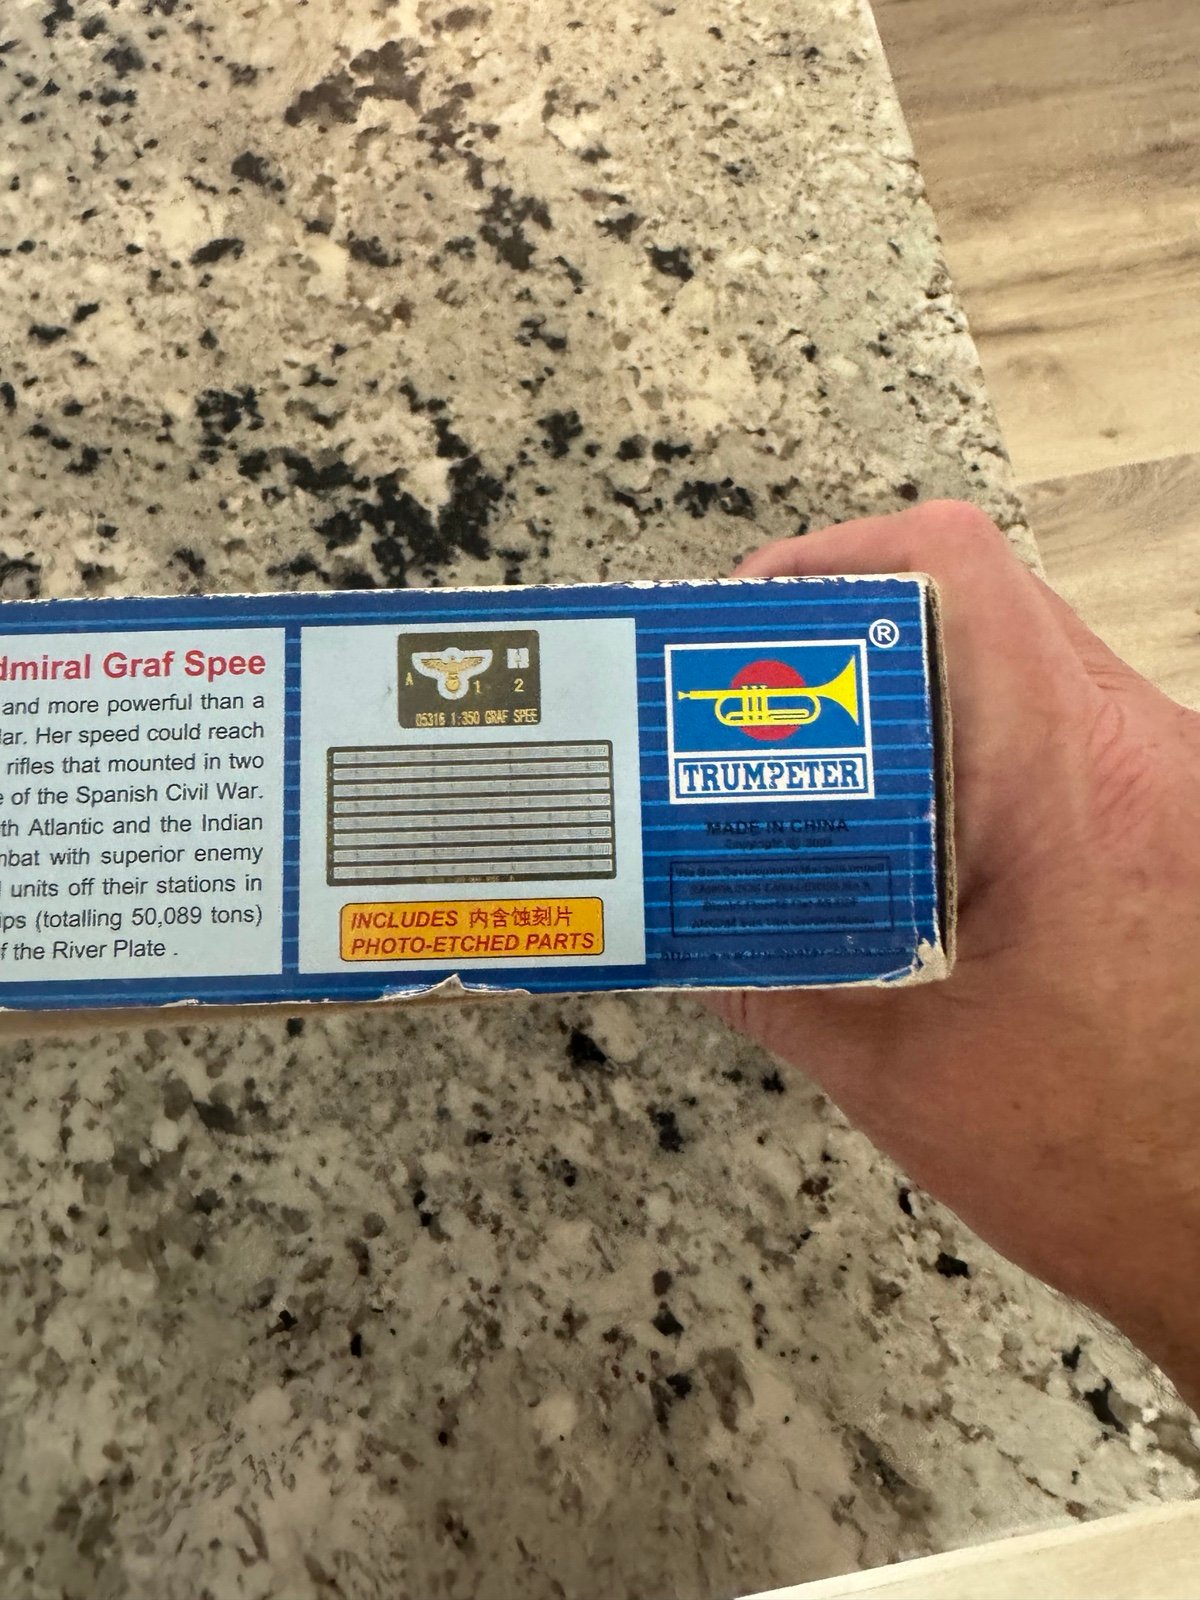 dmiral Graf Spee
and more powerful than a
lar. Her speed could reach
rifles that mounted in two
e of the Spanish Civil War.
th Atlantic and the Indian
mbat with superior enemy
l units off their stations in
ips (totalling 50,089 tons)
f the River Plate .
A 1 2
05316 1:350 GRAF SPEE
INCLUDES 内含蚀刻片
PHOTO-ETCHED PARTS
®
TRUMPETER
MADE IN CHINA
Copyright ©